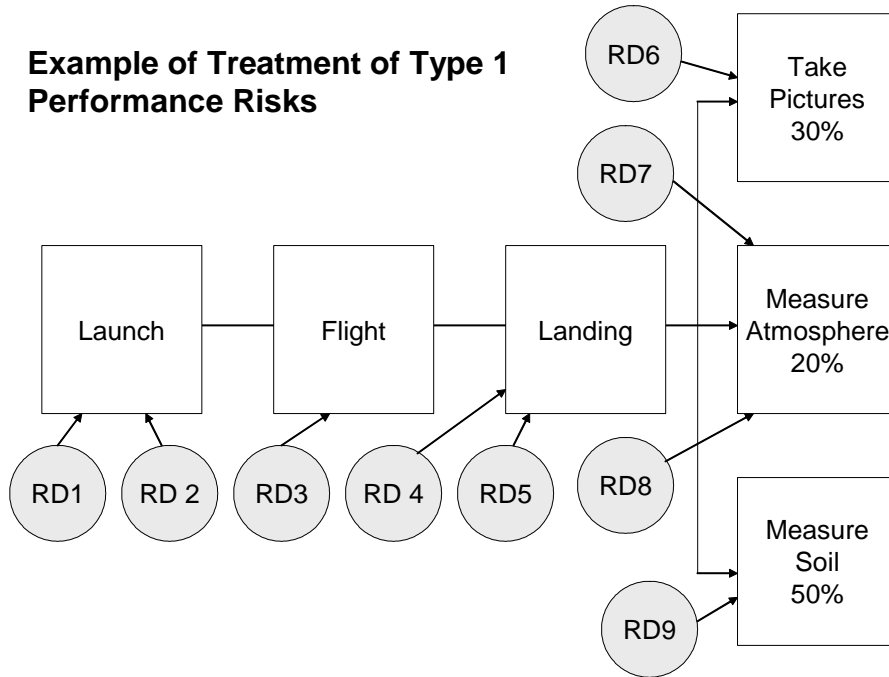 Example of Treatment of Type 1
Performance Risks
RD6
Take
Pictures
30%
RD7
Launch
Flight
Landing
Measure
Atmosphere
20%
RD1
RD 2
RD3
RD 4
RD5
RD8
Measure
Soil
50%
RD9